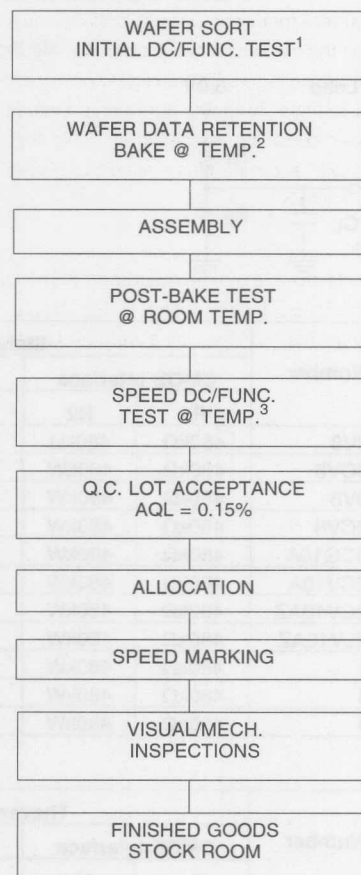 WAFER SORT
INITIAL DC/FUNC. TEST¹
WAFER DATA RETENTION
BAKE @ TEMP.²
ASSEMBLY
POST-BAKE TEST
@ ROOM TEMP.
SPEED DC/FUNC.
TEST @ TEMP.³
Q.C. LOT ACCEPTANCE
AQL = 0.15%
ALLOCATION
SPEED MARKING
VISUAL/MECH.
INSPECTIONS
FINISHED GOODS
STOCK ROOM